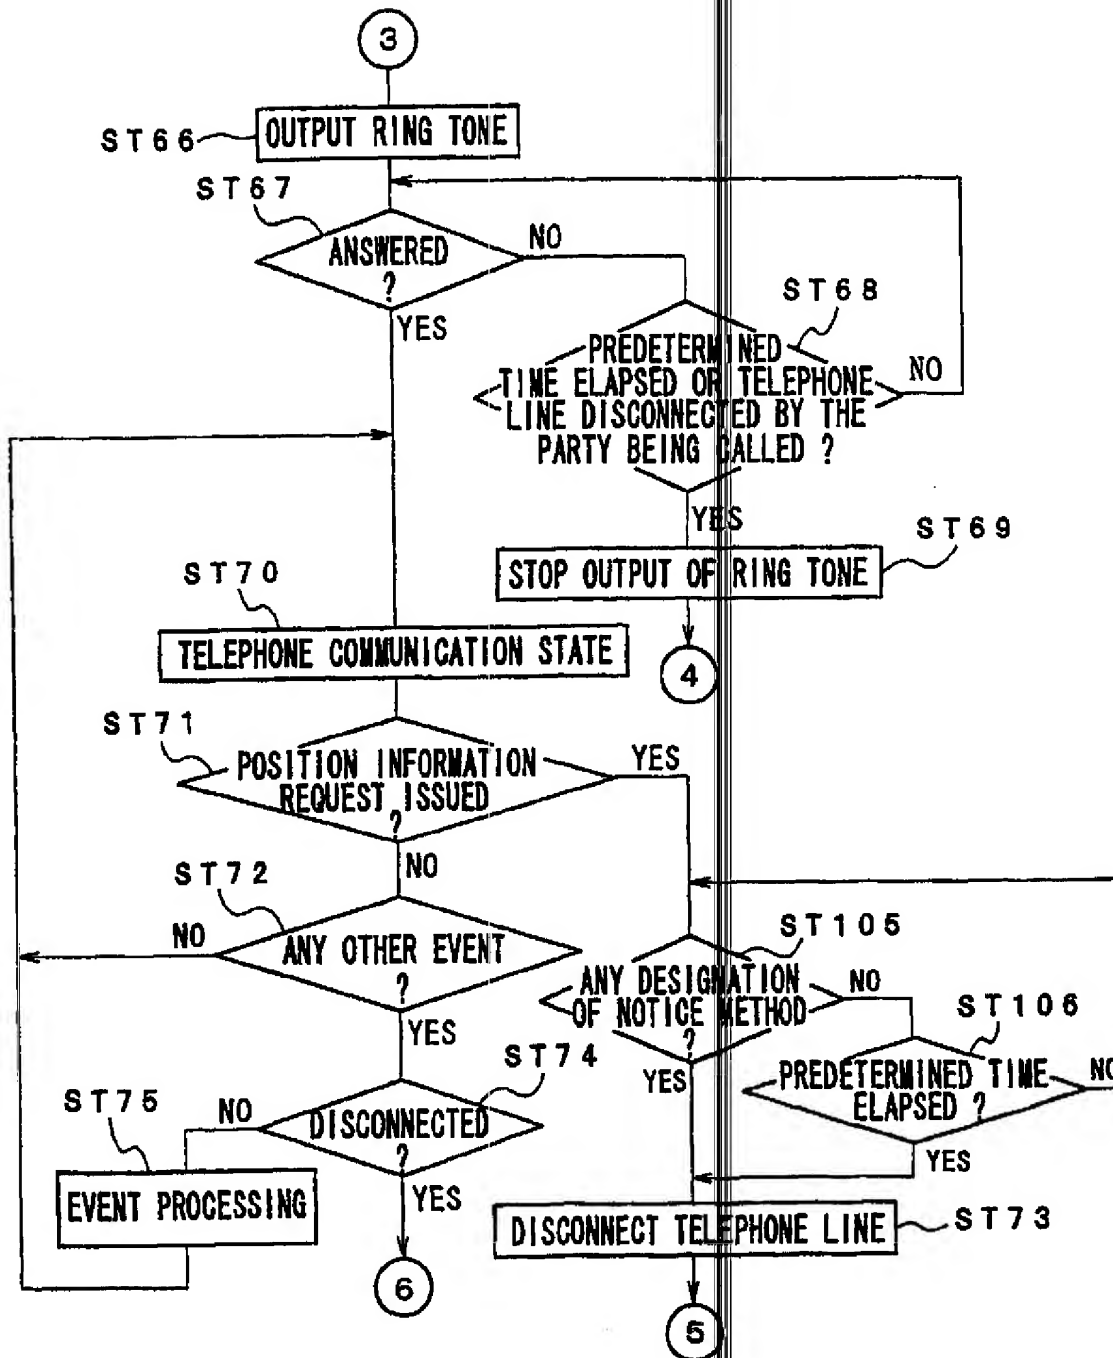 3
ST66
OUTPUT RING TONE
ST67
ANSWERED
?
NO
YES
ST68
PREDETERMINED
TIME ELAPSED OR TELEPHONE
LINE DISCONNECTED BY THE
PARTY BEING CALLED ?
NO
YES
ST69
STOP OUTPUT OF RING TONE
4
ST70
TELEPHONE COMMUNICATION STATE
ST71
POSITION INFORMATION
REQUEST ISSUED
?
YES
NO
ST72
ANY OTHER EVENT
?
NO
YES
ST105
ANY DESIGNATION
OF NOTICE METHOD
?
NO
YES
ST106
PREDETERMINED TIME
ELAPSED ?
NO
YES
ST74
DISCONNECTED
?
NO
YES
ST75
EVENT PROCESSING
ST73
DISCONNECT TELEPHONE LINE
6
5